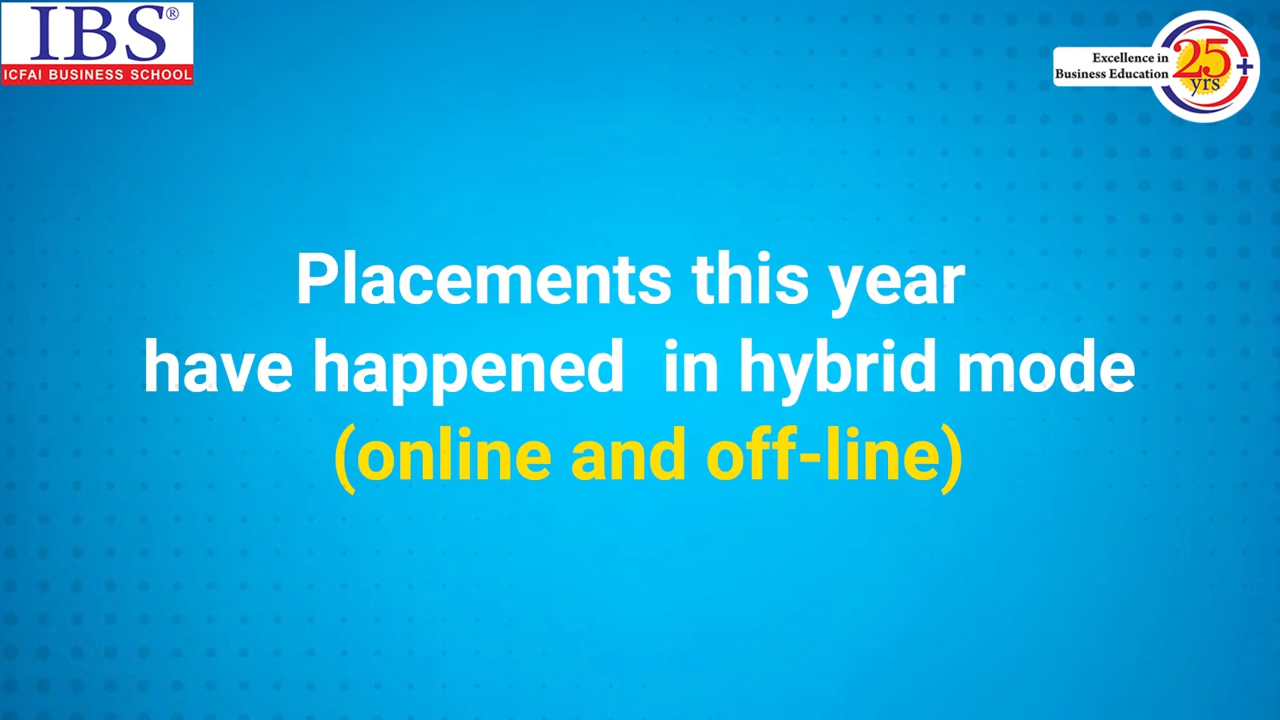 IBS®
ICFAI BUSINESS SCHOOL
Excellence in
Business Education
25+
yrs
Placements this year
have happened  in hybrid mode
(online and off-line)